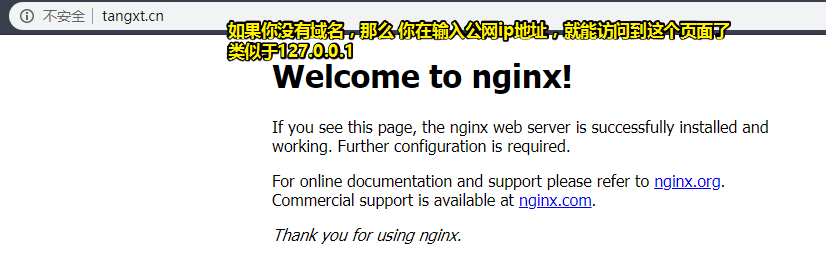 不安全 tangxt.cn
如果你没有域名，那么 你在输入公网ip地址，就能访问到这个页面了
类似于127.0.0.1
Welcome to nginx!
If you see this page, the nginx web server is successfully installed and
working. Further configuration is required.
For online documentation and support please refer to nginx.org.
Commercial support is available at nginx.com.
Thank you for using nginx.